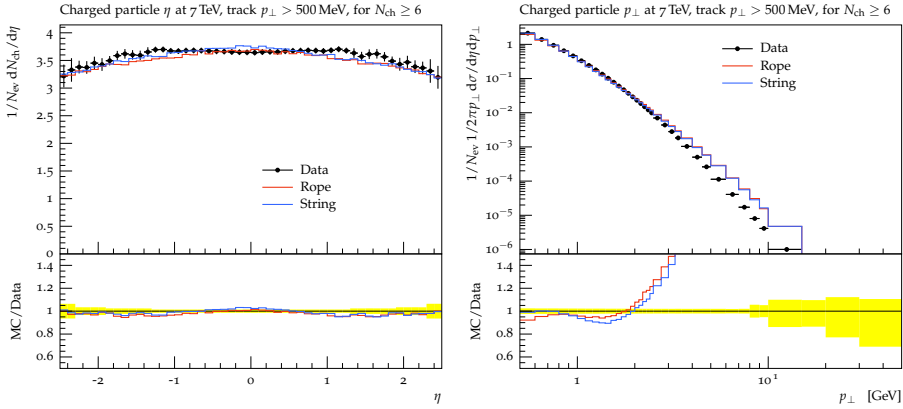 Charged particle η at 7 TeV, track p⊥ > 500 MeV, for Nch ≥ 6
1/Nev dNch/dη
4
3.5
3
2.5
2
1.5
1
0.5
0
Data
Rope
String
MC/Data
1.4
1.2
1
0.8
0.6
-2
-1
0
1
2
η
Charged particle p⊥ at 7 TeV, track p⊥ > 500 MeV, for Nch ≥ 6
1/Nev 1/2πp⊥ dσ/dηdp⊥
1
10−1
10−2
10−3
10−4
10−5
10−6
Data
Rope
String
MC/Data
1.4
1.2
1
0.8
0.6
1
10 1
p⊥ [GeV]